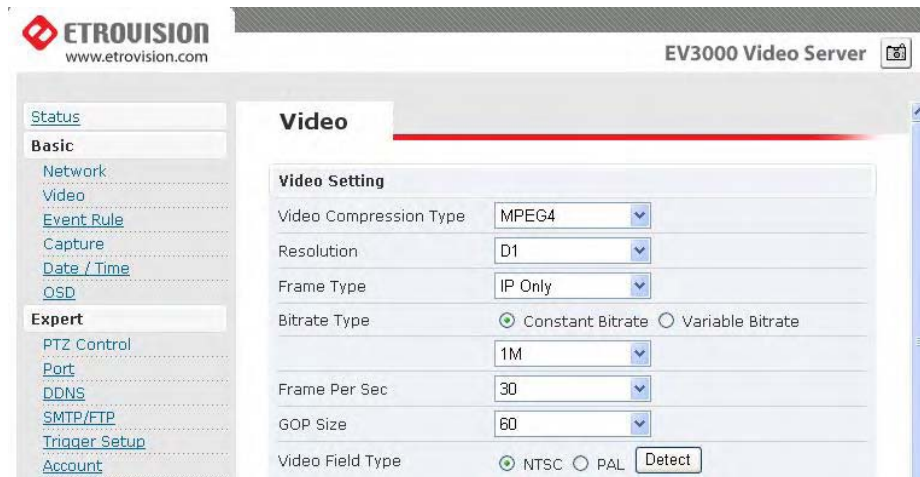 ETROVISION
www.etrovision.com
EV3000 Video Server
Status
Basic
Network
Video
Event Rule
Capture
Date / Time
OSD
Expert
PTZ Control
Port
DDNS
SMTP/FTP
Trigger Setup
Account
Video
Video Setting
Video Compression Type MPEG4
Resolution D1
Frame Type IP Only
Bitrate Type Constant Bitrate Variable Bitrate
1M
Frame Per Sec 30
GOP Size 60
Video Field Type NTSC PAL Detect